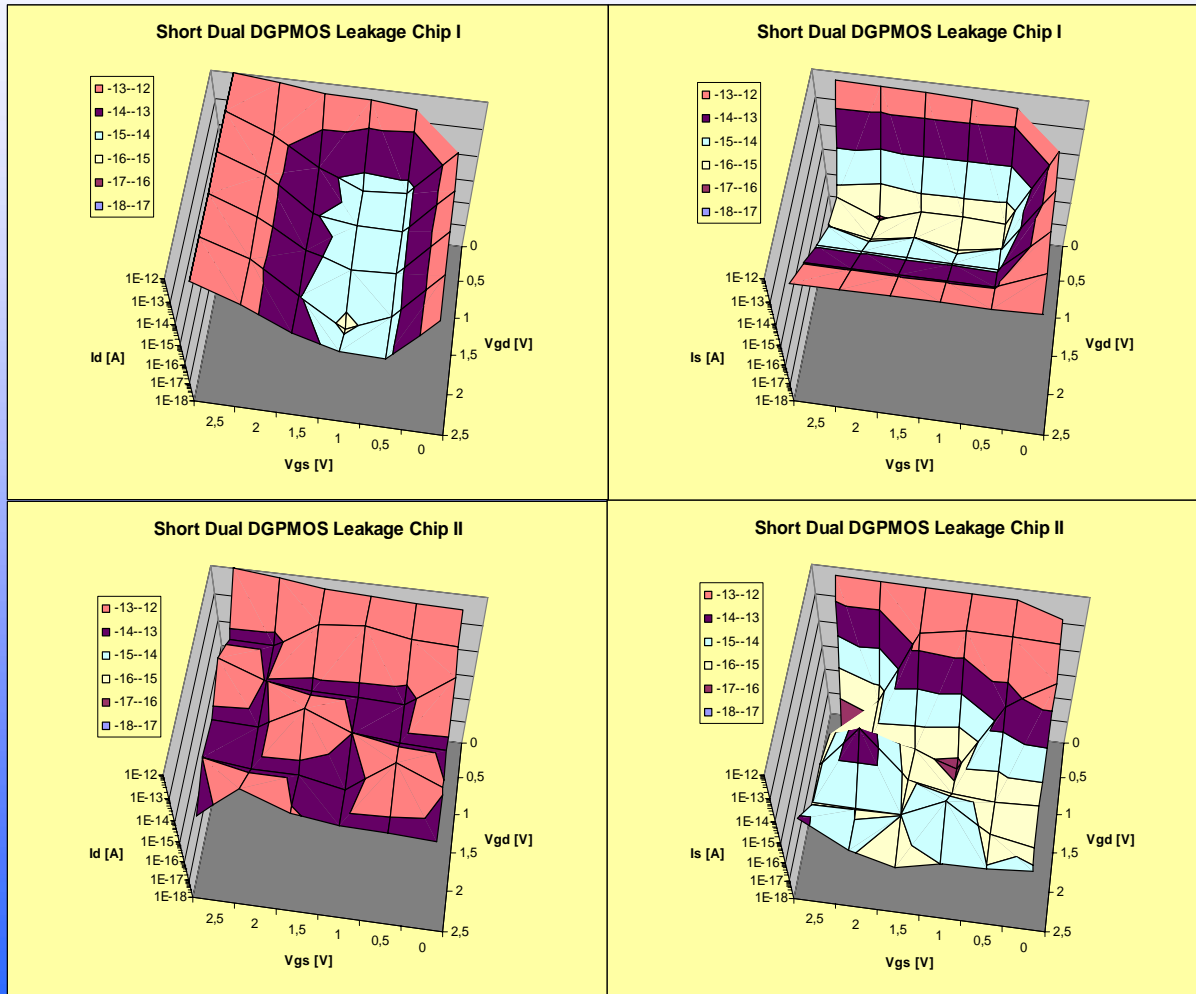 Short Dual DGPMOS Leakage Chip I
-13--12
-14--13
-15--14
-16--15
-17--16
-18--17
1E-12
1E-13
1E-14
1E-15
1E-16
1E-17
1E-18
Id [A]
2,5
2
1,5
1
0,5
0
Vgs [V]
0
0,5
1
1,5
2
2,5
Vgd [V]
Short Dual DGPMOS Leakage Chip I
-13--12
-14--13
-15--14
-16--15
-17--16
-18--17
1E-12
1E-13
1E-14
1E-15
1E-16
1E-17
1E-18
Is [A]
2,5
2
1,5
1
0,5
0
Vgs [V]
0
0,5
1
1,5
2
2,5
Vgd [V]
Short Dual DGPMOS Leakage Chip II
-13--12
-14--13
-15--14
-16--15
-17--16
-18--17
1E-12
1E-13
1E-14
1E-15
1E-16
1E-17
1E-18
Id [A]
2,5
2
1,5
1
0,5
0
Vgs [V]
0
0,5
1
1,5
2
2,5
Vgd [V]
Short Dual DGPMOS Leakage Chip II
-13--12
-14--13
-15--14
-16--15
-17--16
-18--17
1E-12
1E-13
1E-14
1E-15
1E-16
1E-17
1E-18
Is [A]
2,5
2
1,5
1
0,5
0
Vgs [V]
0
0,5
1
1,5
2
2,5
Vgd [V]